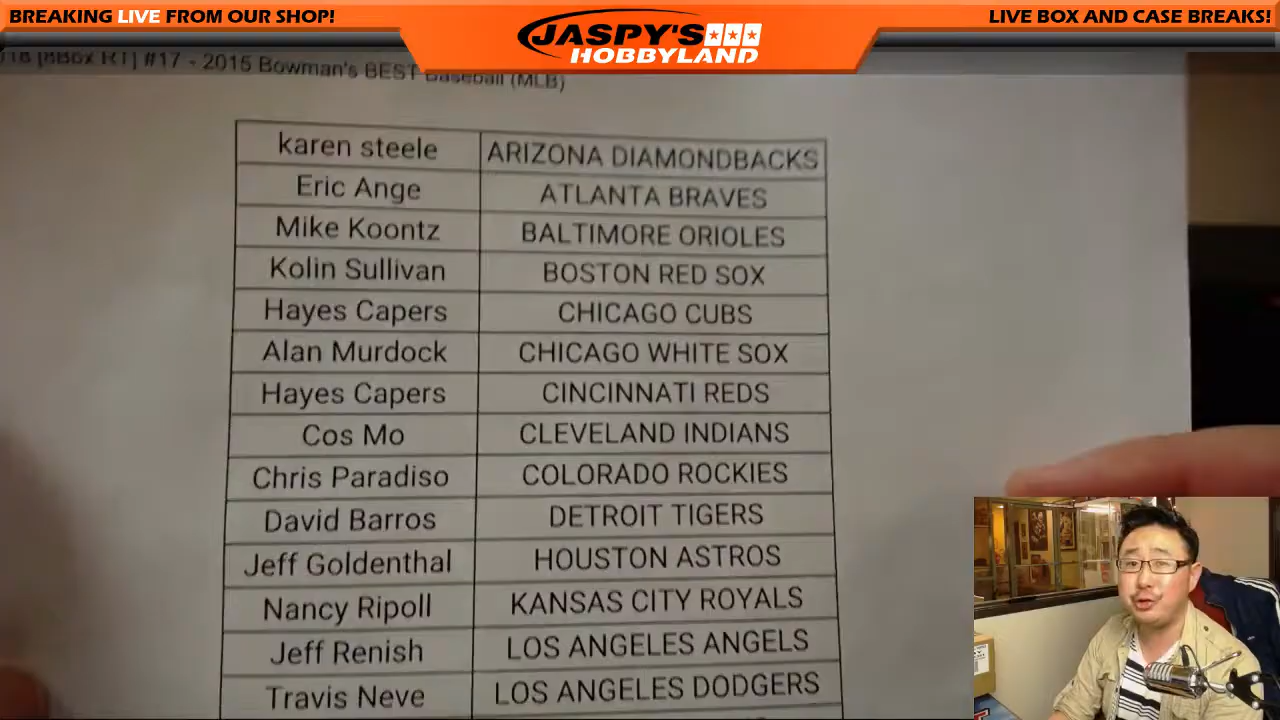 BREAKING LIVE FROM OUR SHOP!
JASPY'S
HOBBYLAND
LIVE BOX AND CASE BREAKS!
#17 - 2015 Bowman's BEST Baseball (MLB)
karen steele ARIZONA DIAMONDBACKS
Eric Ange ATLANTA BRAVES
Mike Koontz BALTIMORE ORIOLES
Kolin Sullivan BOSTON RED SOX
Hayes Capers CHICAGO CUBS
Alan Murdock CHICAGO WHITE SOX
Hayes Capers CINCINNATI REDS
Cos Mo CLEVELAND INDIANS
Chris Paradiso COLORADO ROCKIES
David Barros DETROIT TIGERS
Jeff Goldenthal HOUSTON ASTROS
Nancy Ripoll KANSAS CITY ROYALS
Jeff Renish LOS ANGELES ANGELS
Travis Neve LOS ANGELES DODGERS